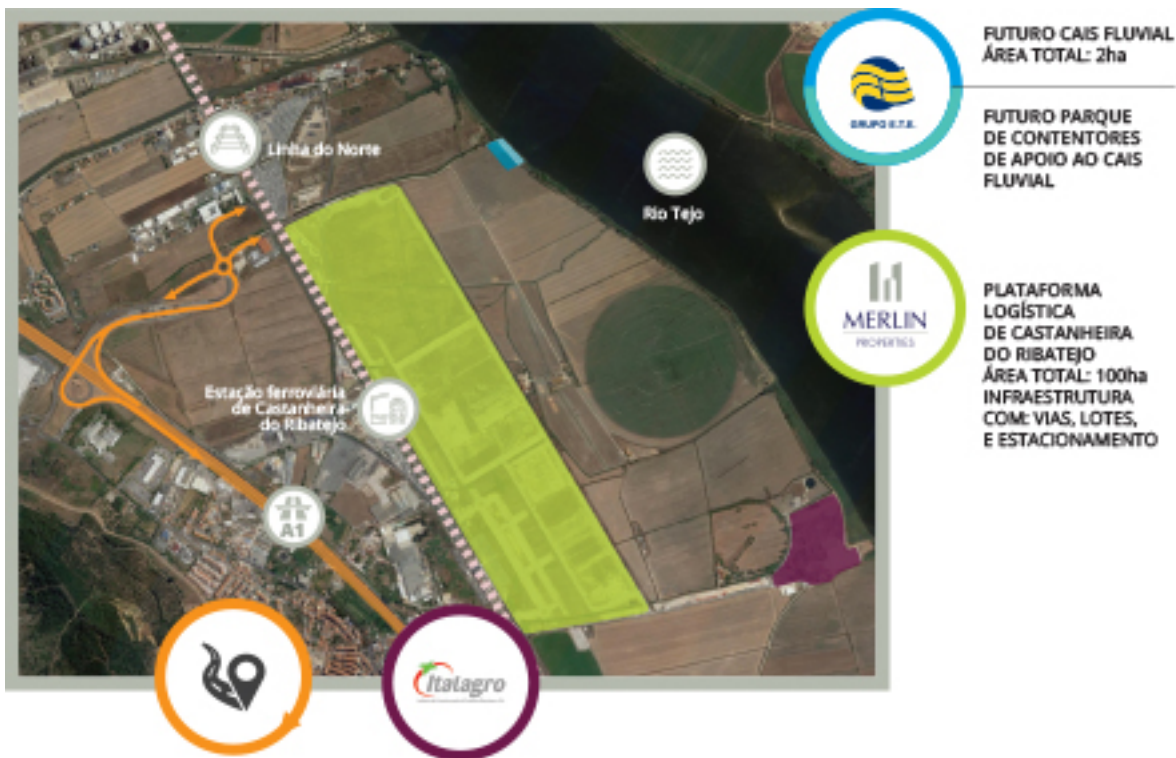 FUTURO CAIS FLUVIAL
ÁREA TOTAL: 2ha
GRUPO E.T.E.
FUTURO PARQUE
DE CONTENTORES
DE APOIO AO CAIS
FLUVIAL
Linha do Norte
Rio Tejo
MERLIN
PROPERTIES
PLATAFORMA
LOGÍSTICA
DE CASTANHEIRA
DO RIBATEJO
ÁREA TOTAL: 100ha
INFRAESTRUTURA
COM: VIAS, LOTES,
E ESTACIONAMENTO
Estação ferroviária
de Castanheira
do Ribatejo
A1
Italagro